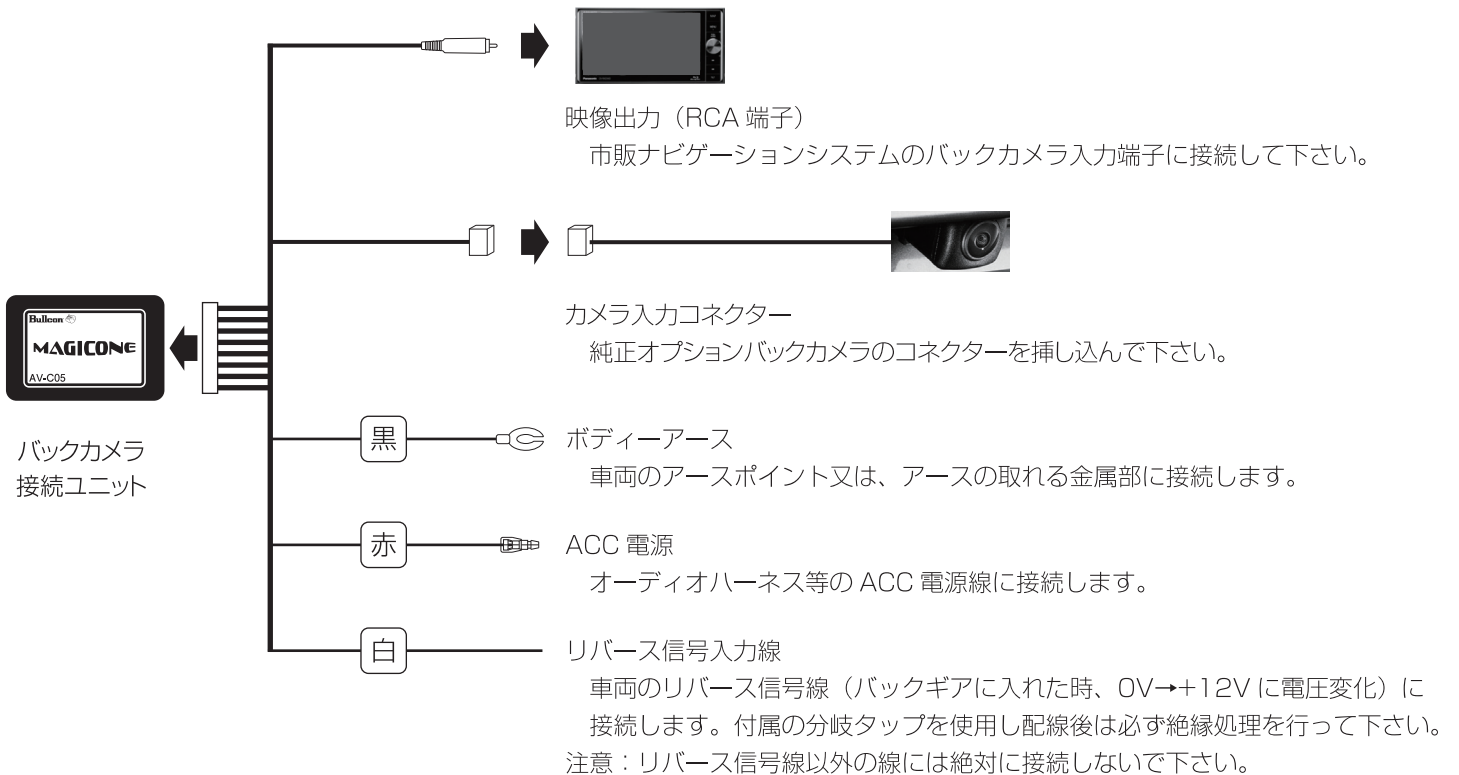 映像出力（RCA 端子）
市販ナビゲーションシステムのバックカメラ入力端子に接続して下さい。
カメラ入力コネクター
純正オプションバックカメラのコネクターを挿し込んで下さい。
Bullcon
MAGICONE
AV-C05
バックカメラ
接続ユニット
黒
ボディーアース
車両のアースポイント又は、アースの取れる金属部に接続します。
赤
ACC 電源
オーディオハーネス等の ACC 電源線に接続します。
白
リバース信号入力線
車両のリバース信号線（バックギアに入れた時、0V→+12V に電圧変化）に
接続します。付属の分岐タップを使用し配線後は必ず絶縁処理を行って下さい。
注意：リバース信号線以外の線には絶対に接続しないで下さい。